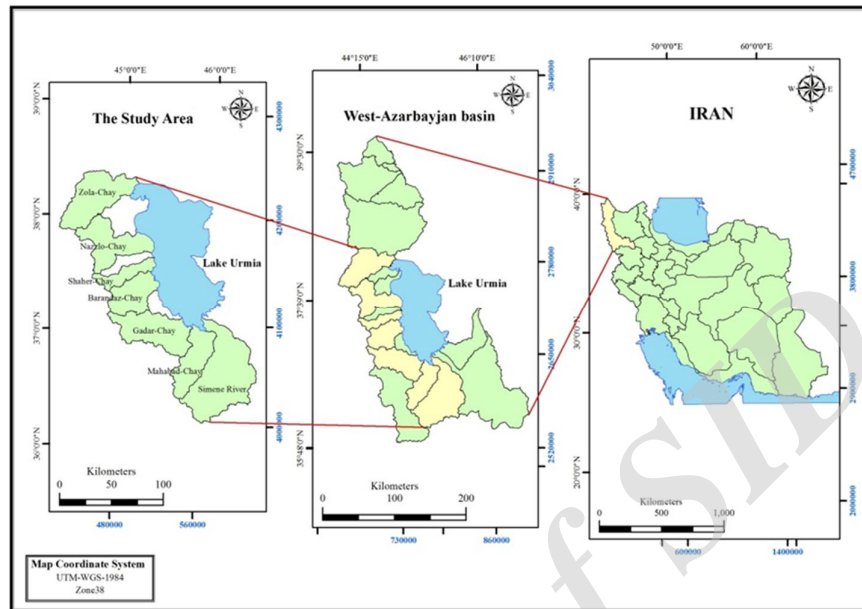 45°0'0"E 46°0'0"E
39°0'0"N
38°0'0"N
37°0'0"N
36°0'0"N
The Study Area
N
W E
S
4300000
4200000
4100000
4000000
Zola-Chay
Nazzlo-Chay
Lake Urmia
Shaher-Chay
Barandaz-Chay
Gadar-Chay
Mahabad-Chay
Simene River
Kilometers
0 50 100
480000 560000
44°15'0"E 46°10'0"E
39°30'0"N
37°39'0"N
35°48'0"N
West-Azarbayjan basin
N
W E
S
3040000
2910000
2780000
2650000
2520000
Lake Urmia
Kilometers
0 100 200
730000 860000
50°0'0"E 60°0'0"E
40°0'0"N
30°0'0"N
20°0'0"N
IRAN
N
W E
S
4700000
3800000
2900000
2000000
Kilometers
0 500 1,000
600000 1400000
Map Coordinate System
UTM-WGS-1984
Zone38
f SID